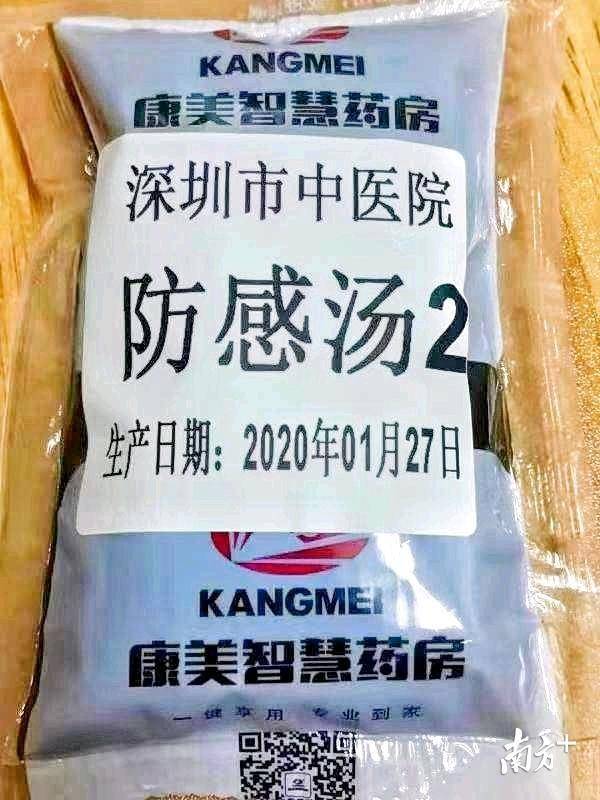 KANGMEI
康美智慧药房
深圳市中医院
防感汤2
生产日期：2020年01月27日
KANGMEI
康美智慧药房
一键享用 专业到家
南方+